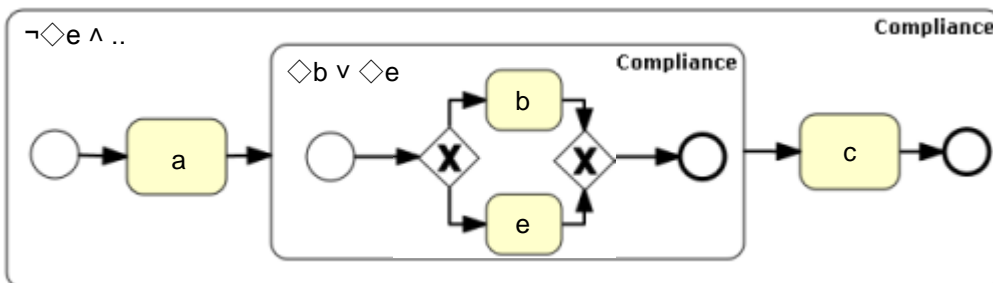 ¬◇e ∧ ..
Compliance
◇b ∨ ◇e
Compliance
a
X
b
e
X
c